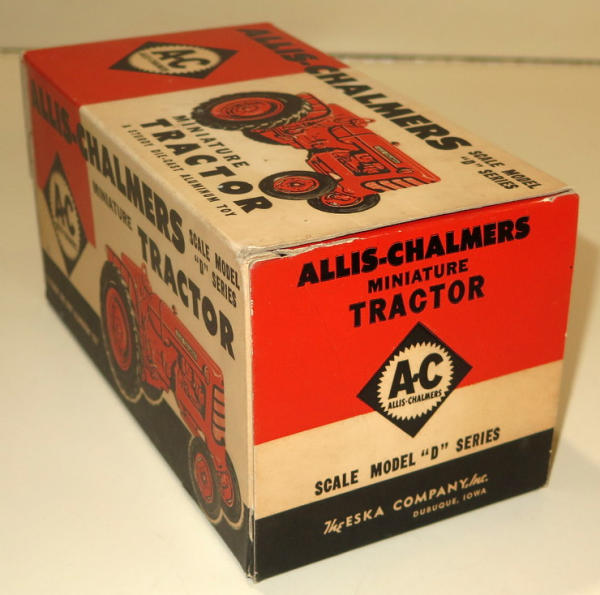 A-C
ALLIS-CHALMERS
SCALE MODEL
"D" SERIES
MINIATURE
TRACTOR
A STURDY DIE-CAST ALUMINUM TOY
ALLIS-CHALMERS
SCALE MODEL
"D" SERIES
MINIATURE
TRACTOR
A-C
ALLIS-CHALMERS
MINIATURE
TRACTOR
A-C
ALLIS-CHALMERS
SCALE MODEL "D" SERIES
The ESKA COMPANY, Inc.
DUBUQUE, IOWA